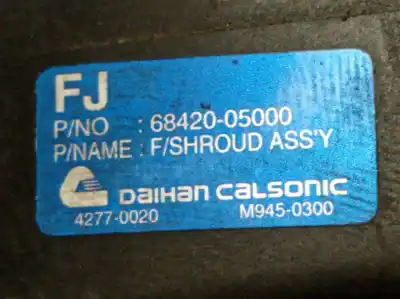 FJ
P/NO : 68420-05000
P/NAME : F/SHROUD ASS'Y
DAIHAN CALSONIC
4277-0020 M945-0300